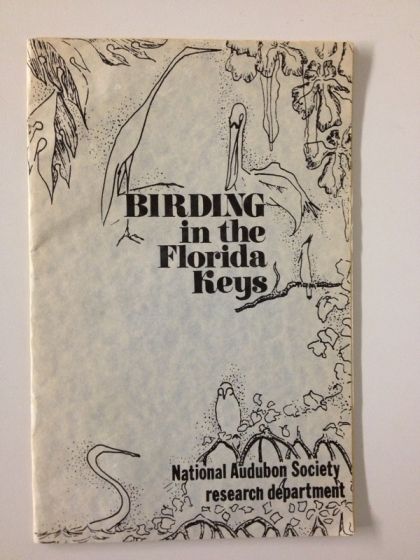 BIRDING
in the
Florida
Keys
National Audubon Society
research department